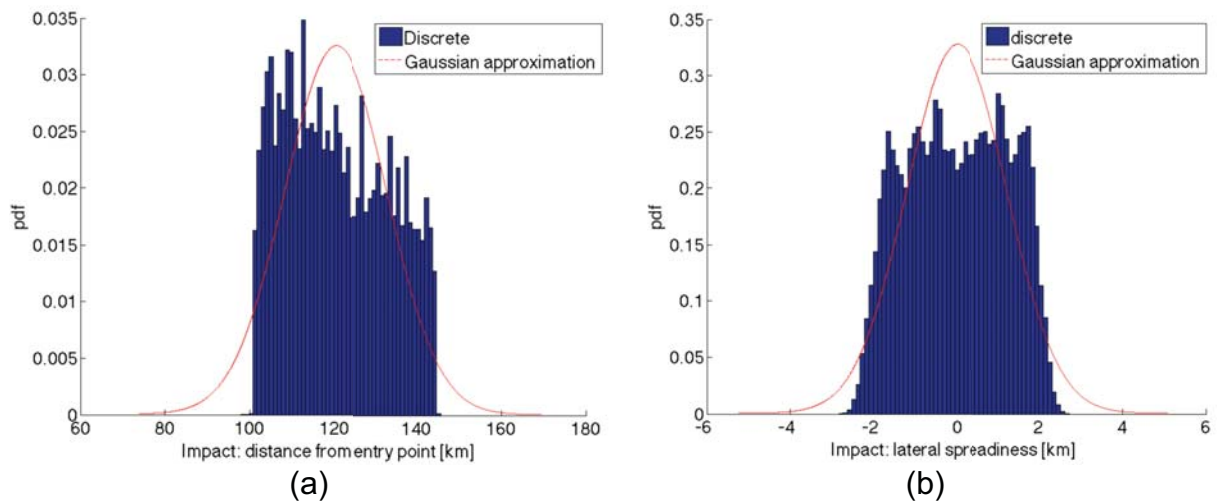 0.035
0.03
0.025
0.02
0.015
0.01
0.005
0
pdf
Discrete
Gaussian approximation
60 80 100 120 140 160 180
Impact: distance fromentry point [km]
(a)
0.35
0.3
0.25
0.2
0.15
0.1
0.05
0
pdf
discrete
Gaussian approximation
-6 -4 -2 0 2 4 6
Impact: lateral spreadiness [km]
(b)